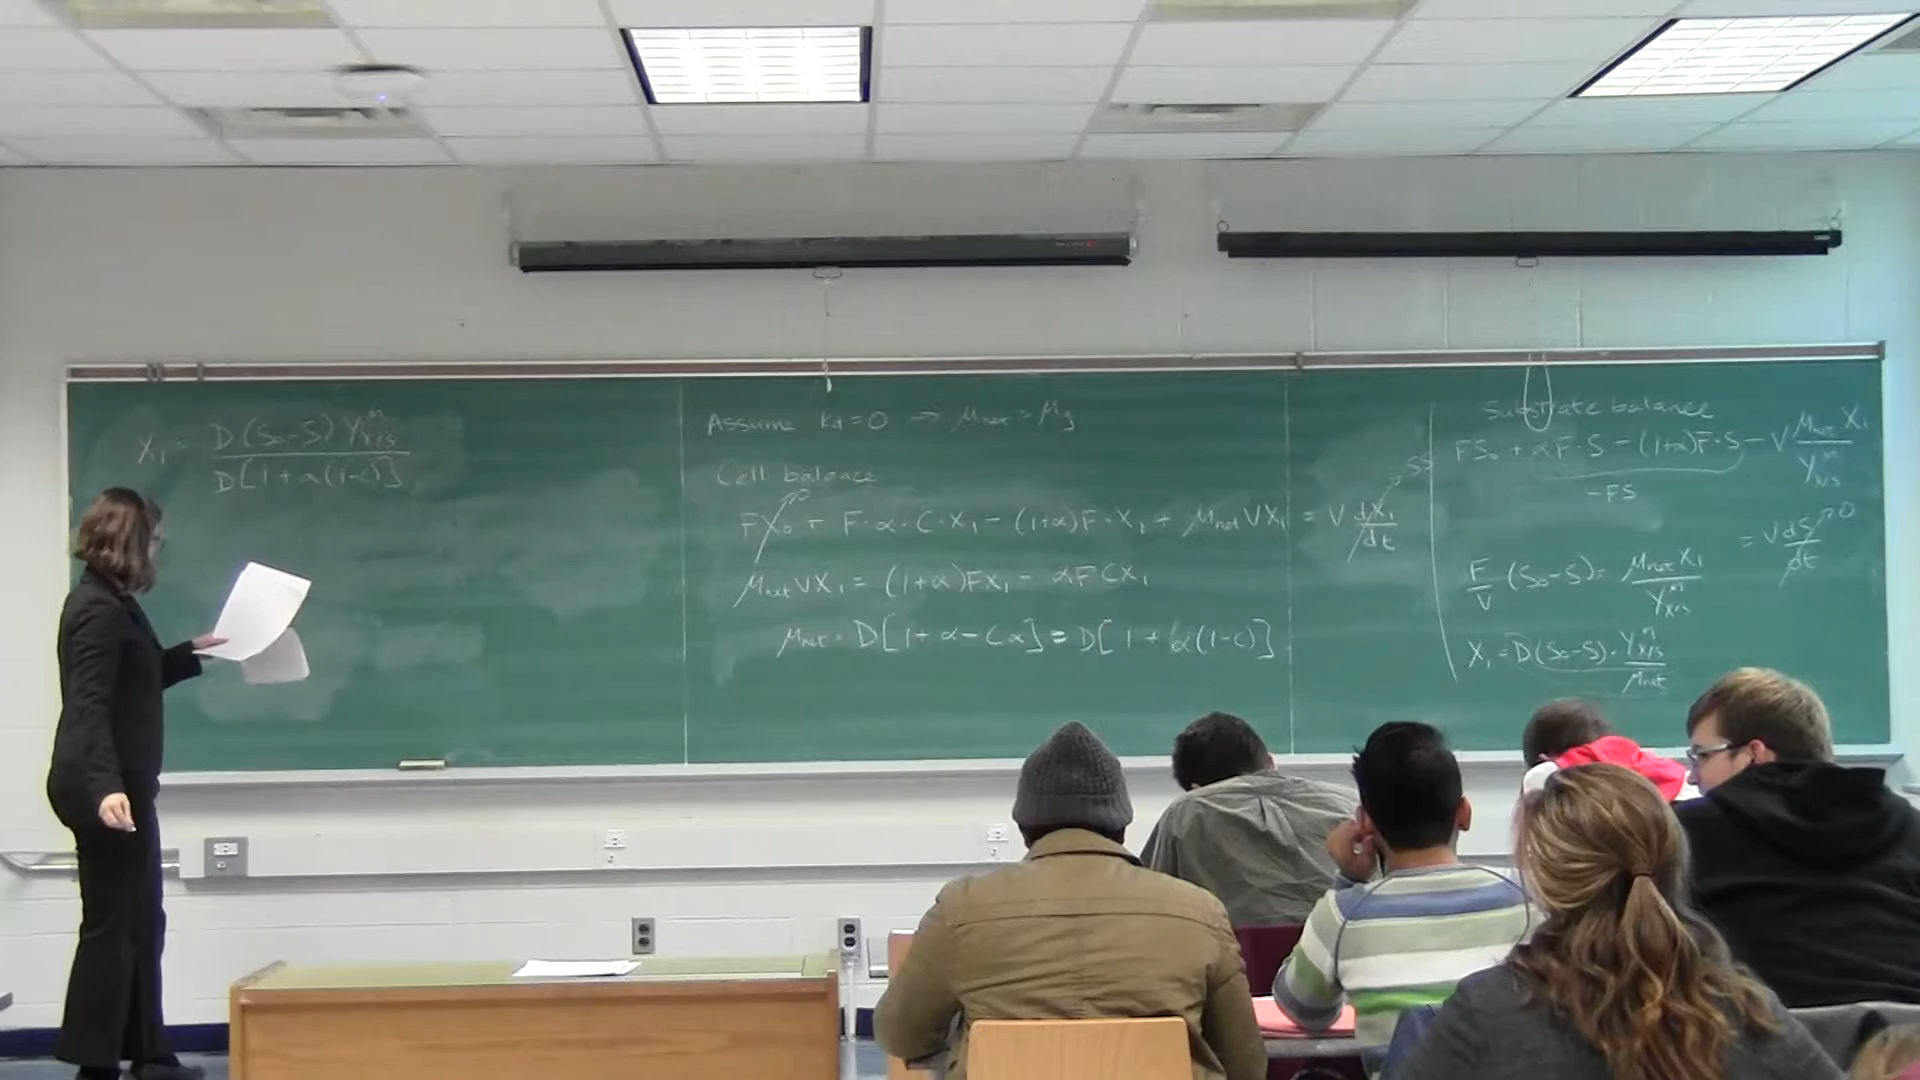 X₁ = D(S₀-S) Y^M_X/S / D[1+α(1-C)]
Assume kd=0 → μnet = μg
Cell balance
FX₀ + F·α·C·X₁ - (1+α)F·X₁ + μnet VX₁ = V dX₁/dt → SS
μnet VX₁ = (1+α)FX₁ - αFCX₁
μnet = D[1+α-Cα] = D[1+α(1-C)]
Substrate balance
FS₀ + αF·S - (1+α)F·S - V μnet X₁ / Y^M_X/S
-FS
= V dS/dt → 0
F/V (S₀-S) = μnet X₁ / Y^M_X/S
X₁ = D(S₀-S)· Y^M_X/S / μnet